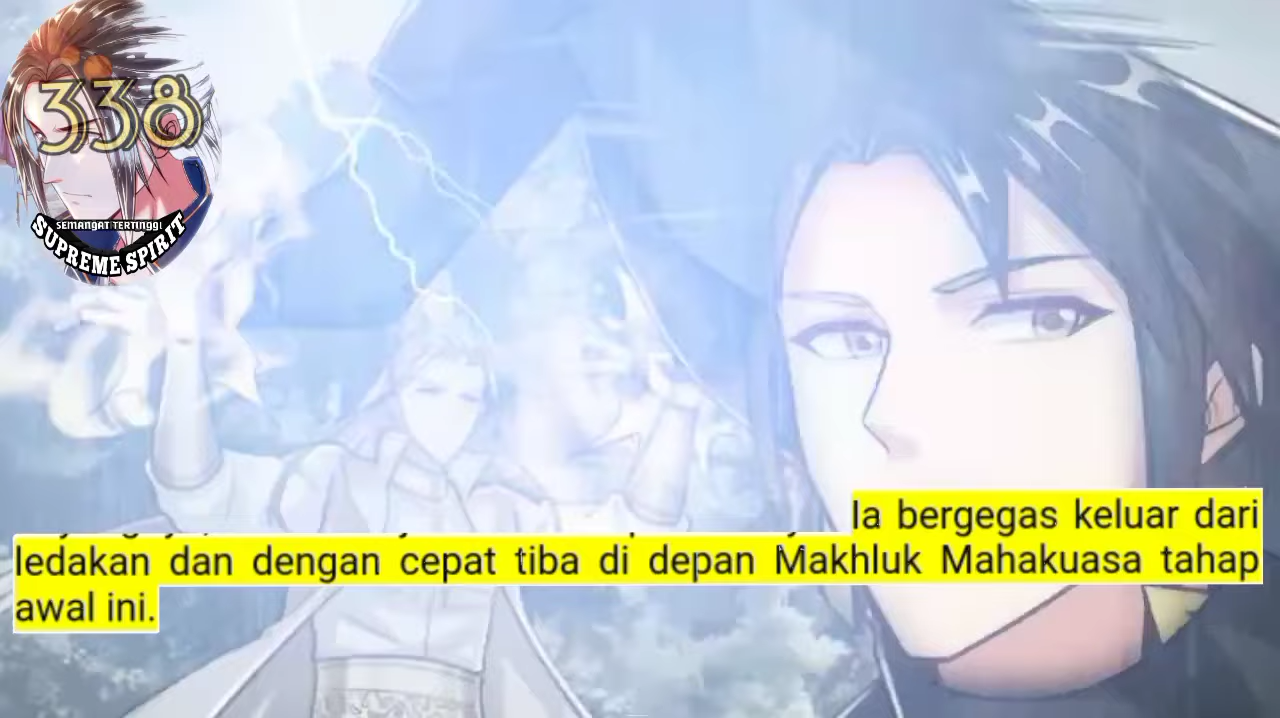 338
SEMANGAT TERTINGGI
SUPREME SPIRIT
Ia bergegas keluar dari
ledakan dan dengan cepat tiba di depan Makhluk Mahakuasa tahap
awal ini.